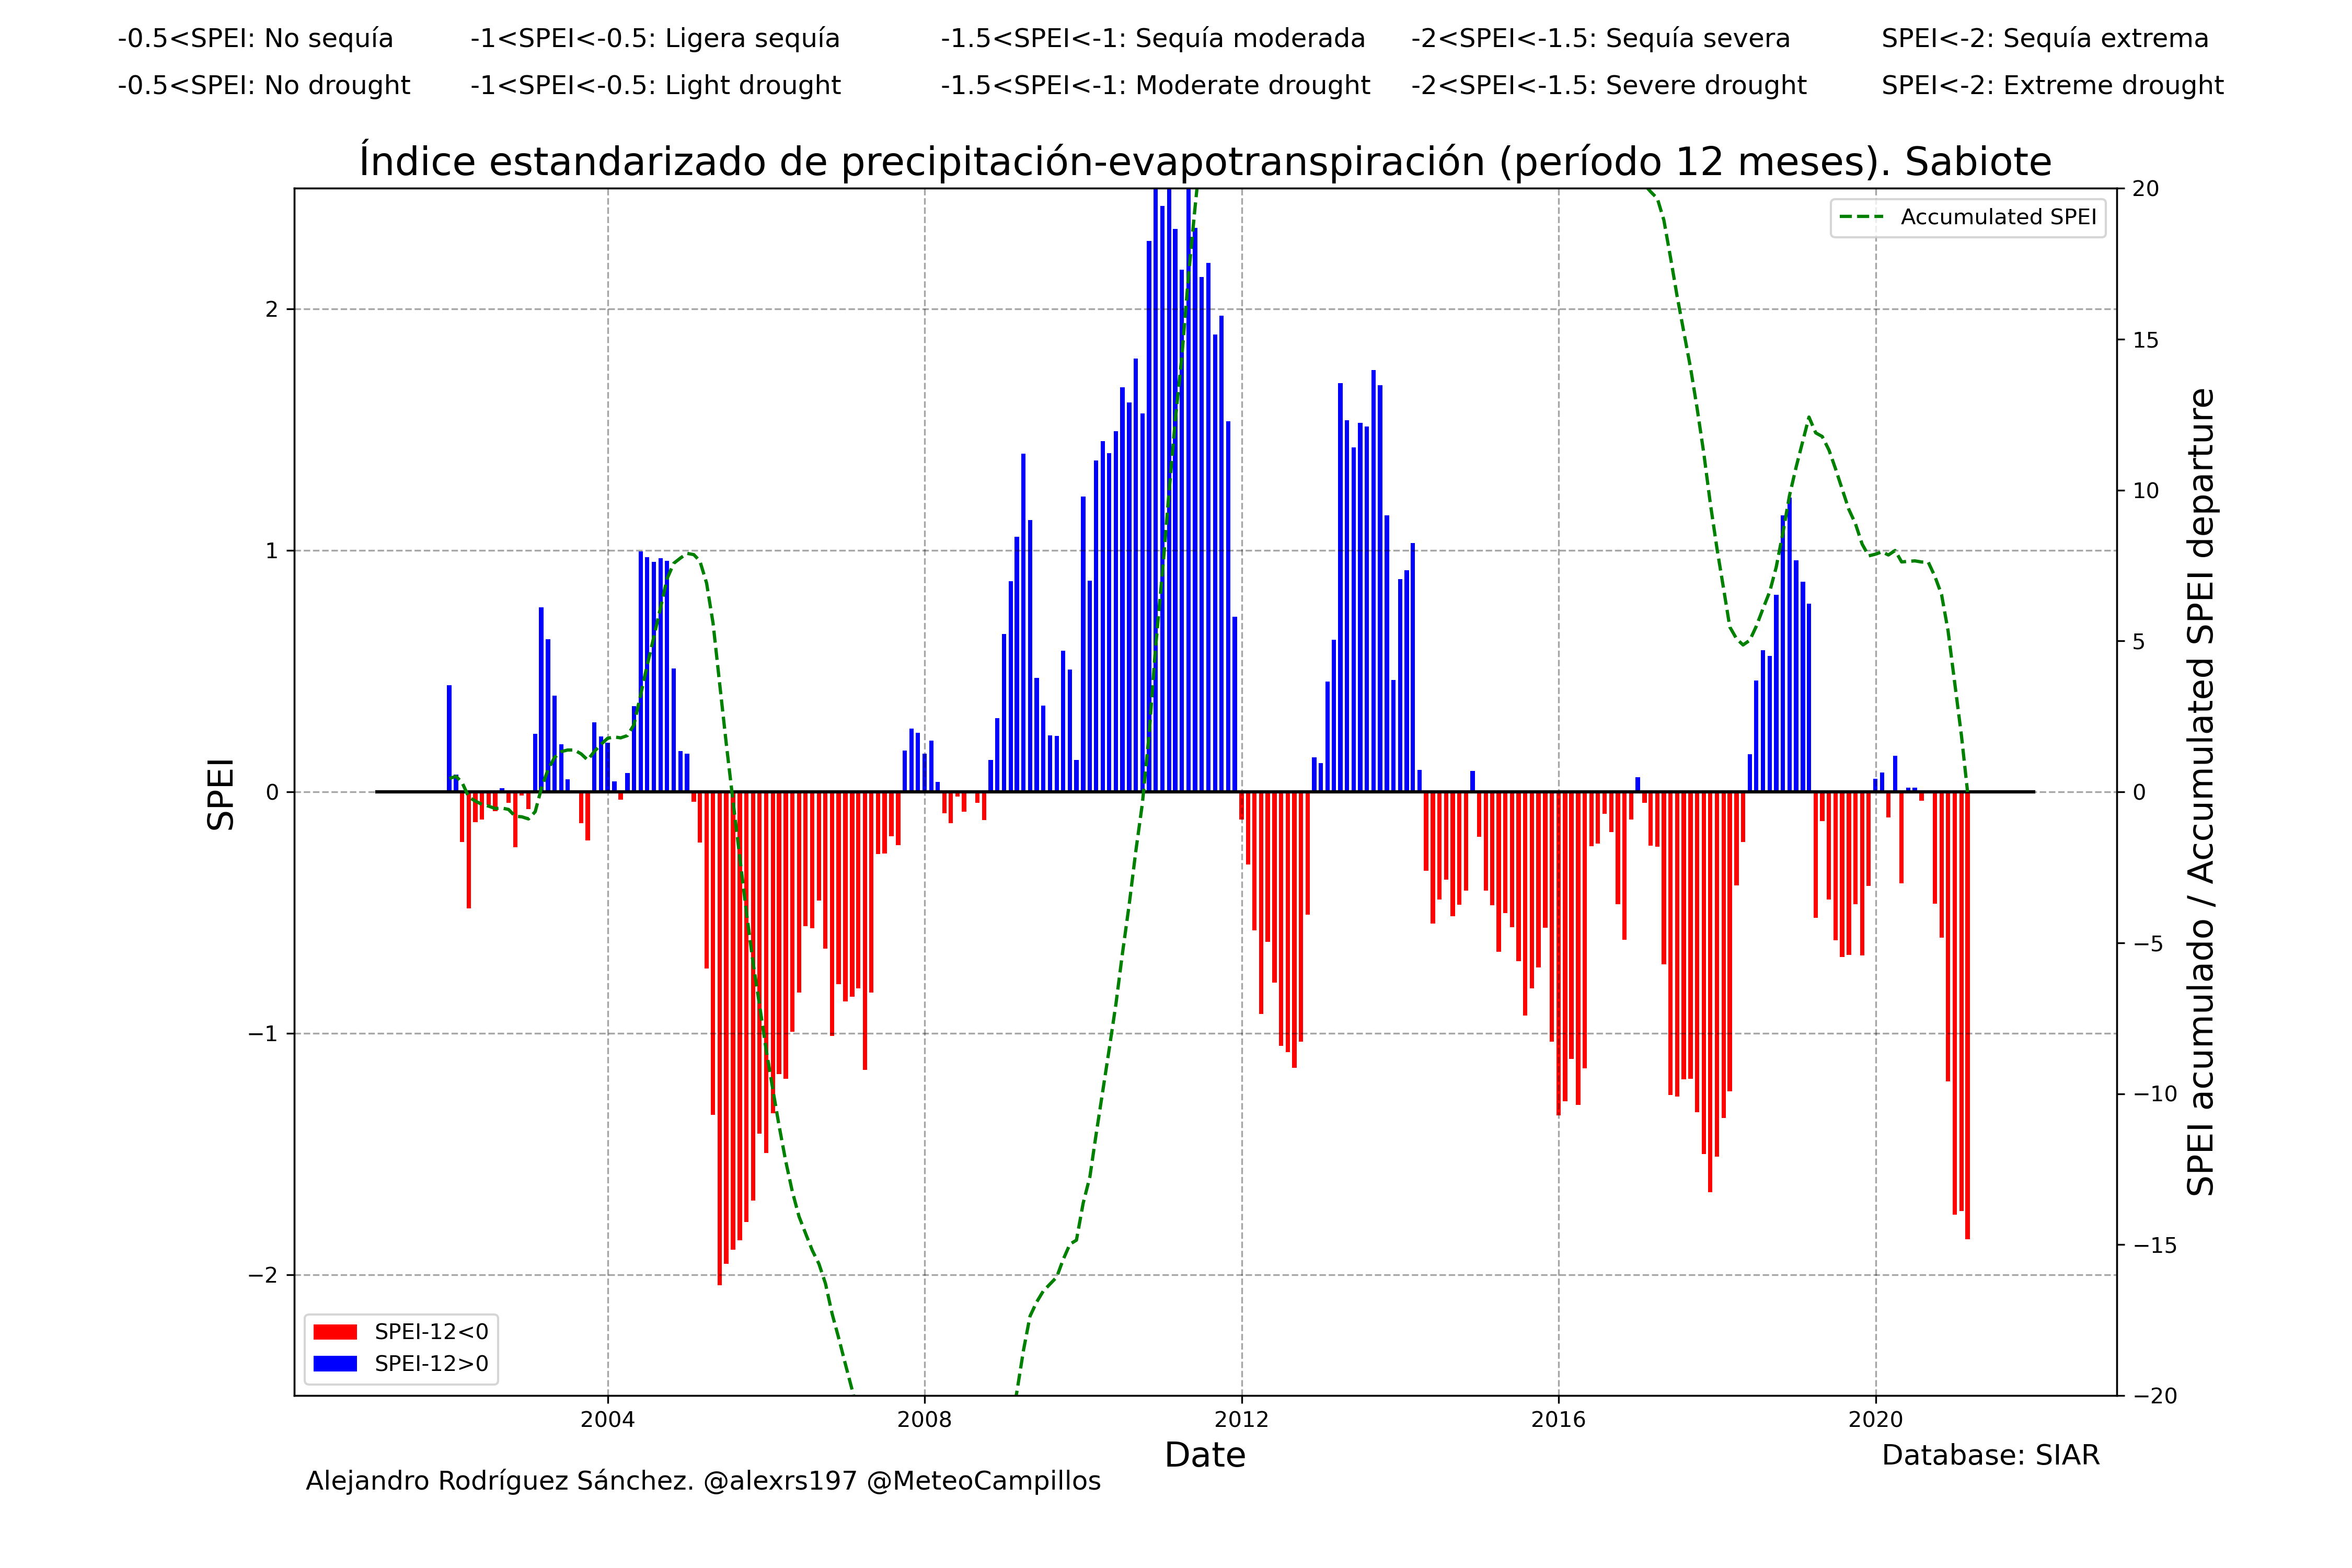 -0.5<SPEI: No sequía -1<SPEI<-0.5: Ligera sequía -1.5<SPEI<-1: Sequía moderada -2<SPEI<-1.5: Sequía severa SPEI<-2: Sequía extrema
-0.5<SPEI: No drought -1<SPEI<-0.5: Light drought -1.5<SPEI<-1: Moderate drought -2<SPEI<-1.5: Severe drought SPEI<-2: Extreme drought
Índice estandarizado de precipitación-evapotranspiración (período 12 meses). Sabiote
SPEI
2
1
0
−1
−2
Accumulated SPEI
SPEI-12<0
SPEI-12>0
20
15
10
5
0
−5
−10
−15
−20
SPEI acumulado / Accumulated SPEI departure
2004 2008 2012 2016 2020
Date
Database: SIAR
Alejandro Rodríguez Sánchez. @alexrs197 @MeteoCampillos